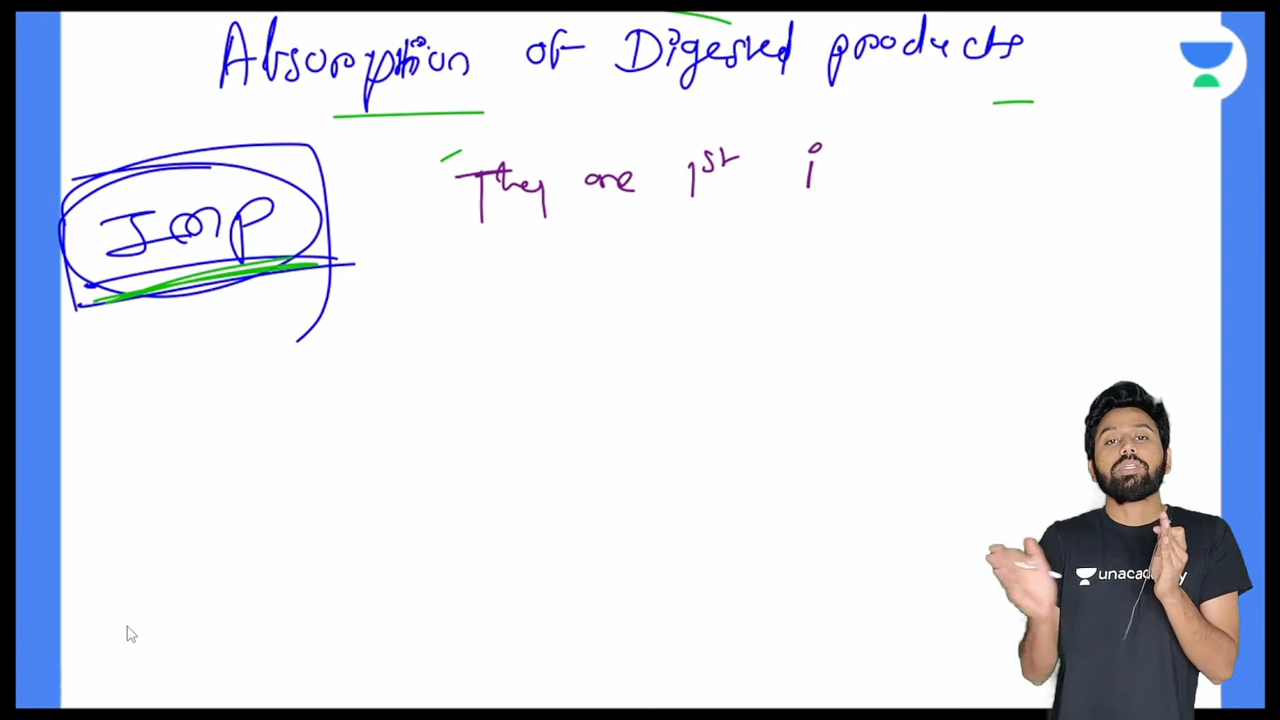 Absorption of Digested products
They are 1st i
Imp
unacademy